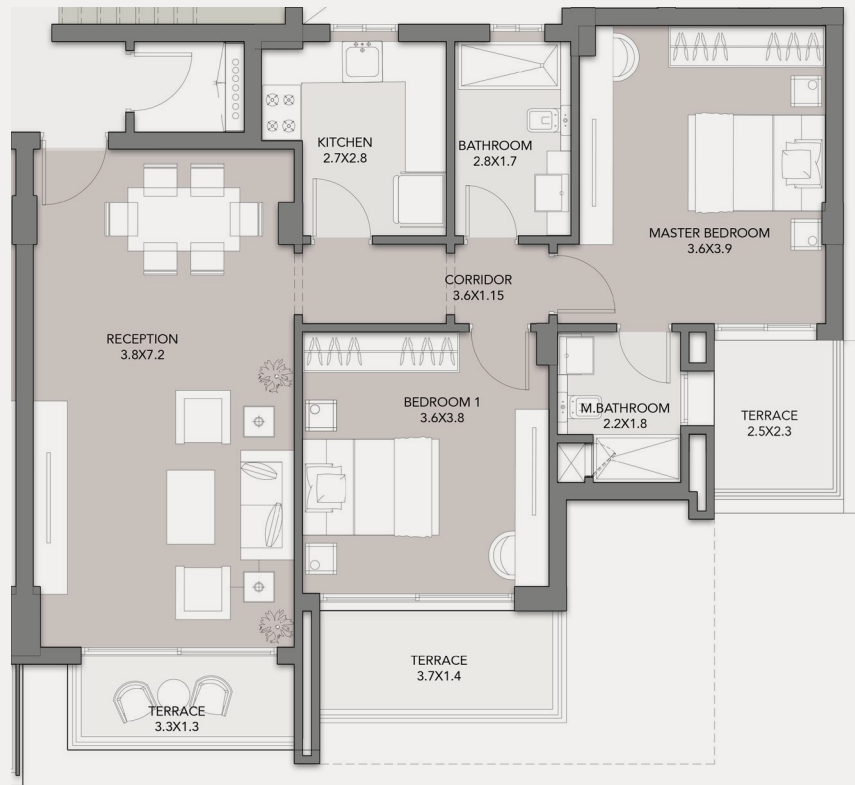 KITCHEN
2.7X2.8
BATHROOM
2.8X1.7
MASTER BEDROOM
3.6X3.9
CORRIDOR
3.6X1.15
RECEPTION
3.8X7.2
BEDROOM 1
3.6X3.8
M.BATHROOM
2.2X1.8
TERRACE
2.5X2.3
TERRACE
3.7X1.4
TERRACE
3.3X1.3